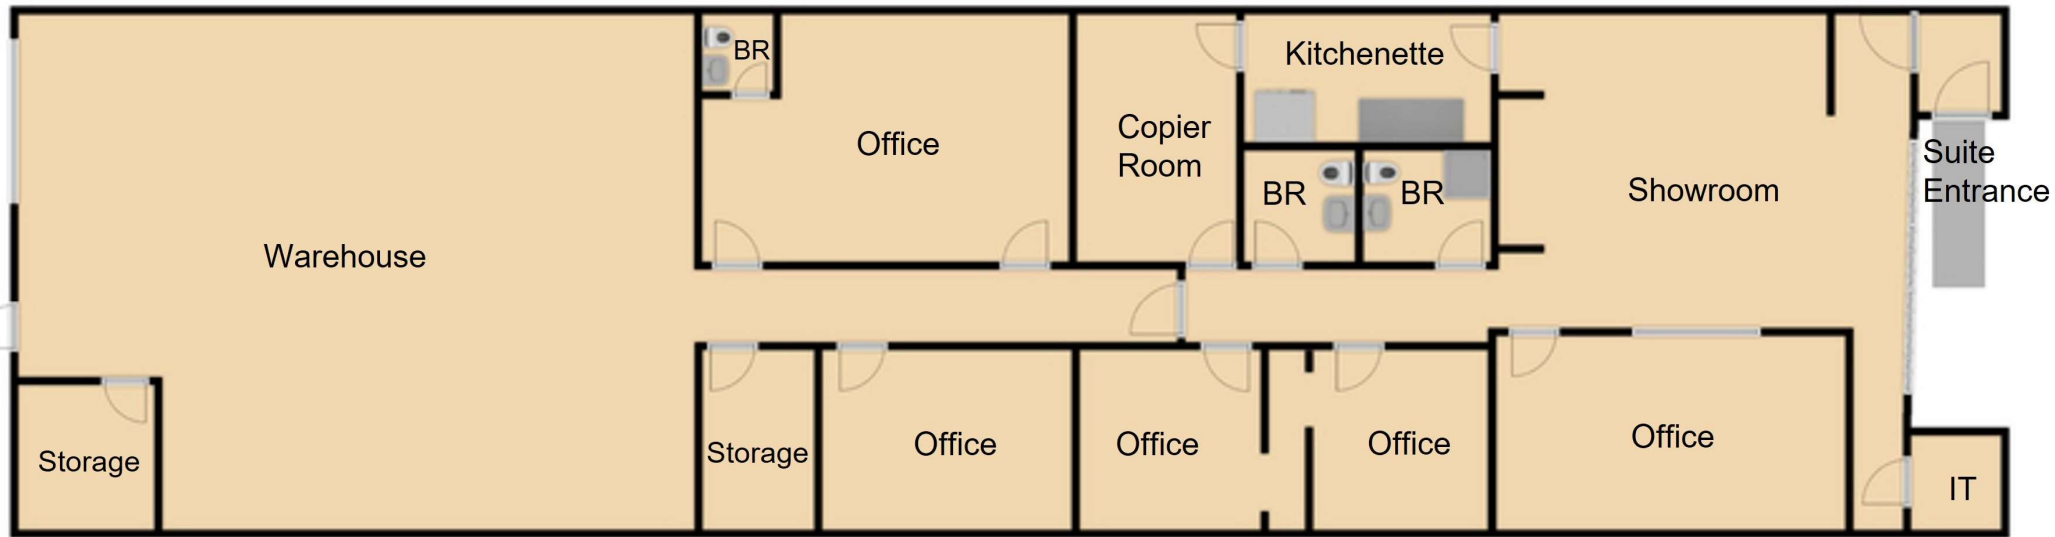 BR
Kitchenette
Office
Copier
Room
Suite
Entrance
BR
BR
Showroom
Warehouse
Storage
Storage
Office
Office
Office
Office
IT